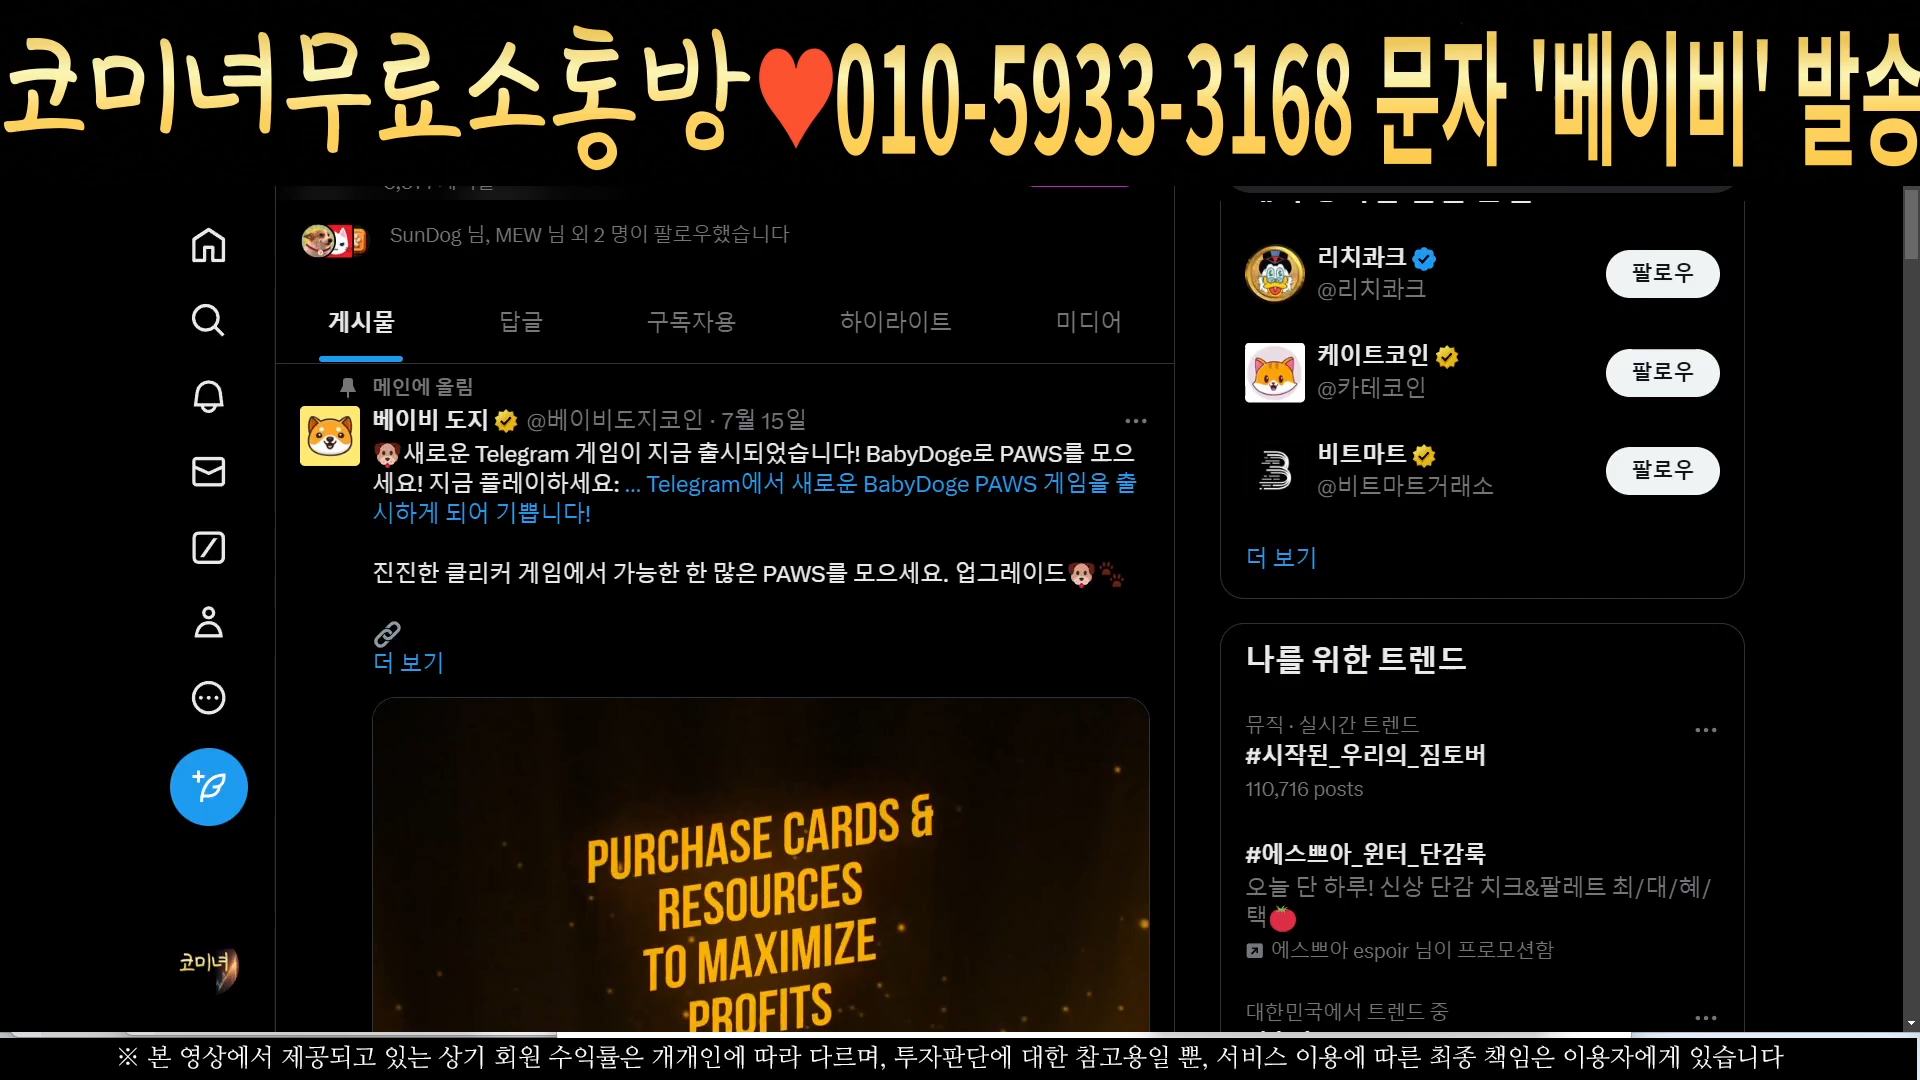 코미녀무료소통방♥010-5933-3168 문자 '베이비' 발송
SunDog 님, MEW 님 외 2 명이 팔로우했습니다
게시물 답글 구독자용 하이라이트 미디어
메인에 올림
베이비 도지 @베이비도지코인 · 7월 15일
🐶새로운 Telegram 게임이 지금 출시되었습니다! BabyDoge로 PAWS를 모으
세요! 지금 플레이하세요: ... Telegram에서 새로운 BabyDoge PAWS 게임을 출
시하게 되어 기쁩니다!
진진한 클리커 게임에서 가능한 한 많은 PAWS를 모으세요. 업그레이드🐶🐾
🔗
더 보기
PURCHASE CARDS &
RESOURCES
TO MAXIMIZE
PROFITS
리치콰크
@리치콰크
팔로우
케이트코인
@카테코인
팔로우
비트마트
@비트마트거래소
팔로우
더 보기
나를 위한 트렌드
뮤직 · 실시간 트렌드
#시작된_우리의_짐토버
110,716 posts
#에스쁘아_윈터_단감룩
오늘 단 하루! 신상 단감 치크&팔레트 최/대/혜/
택🍅
에스쁘아 espoir 님이 프로모션함
대한민국에서 트렌드 중
코미녀
※ 본 영상에서 제공되고 있는 상기 회원 수익률은 개개인에 따라 다르며, 투자판단에 대한 참고용일 뿐, 서비스 이용에 따른 최종 책임은 이용자에게 있습니다